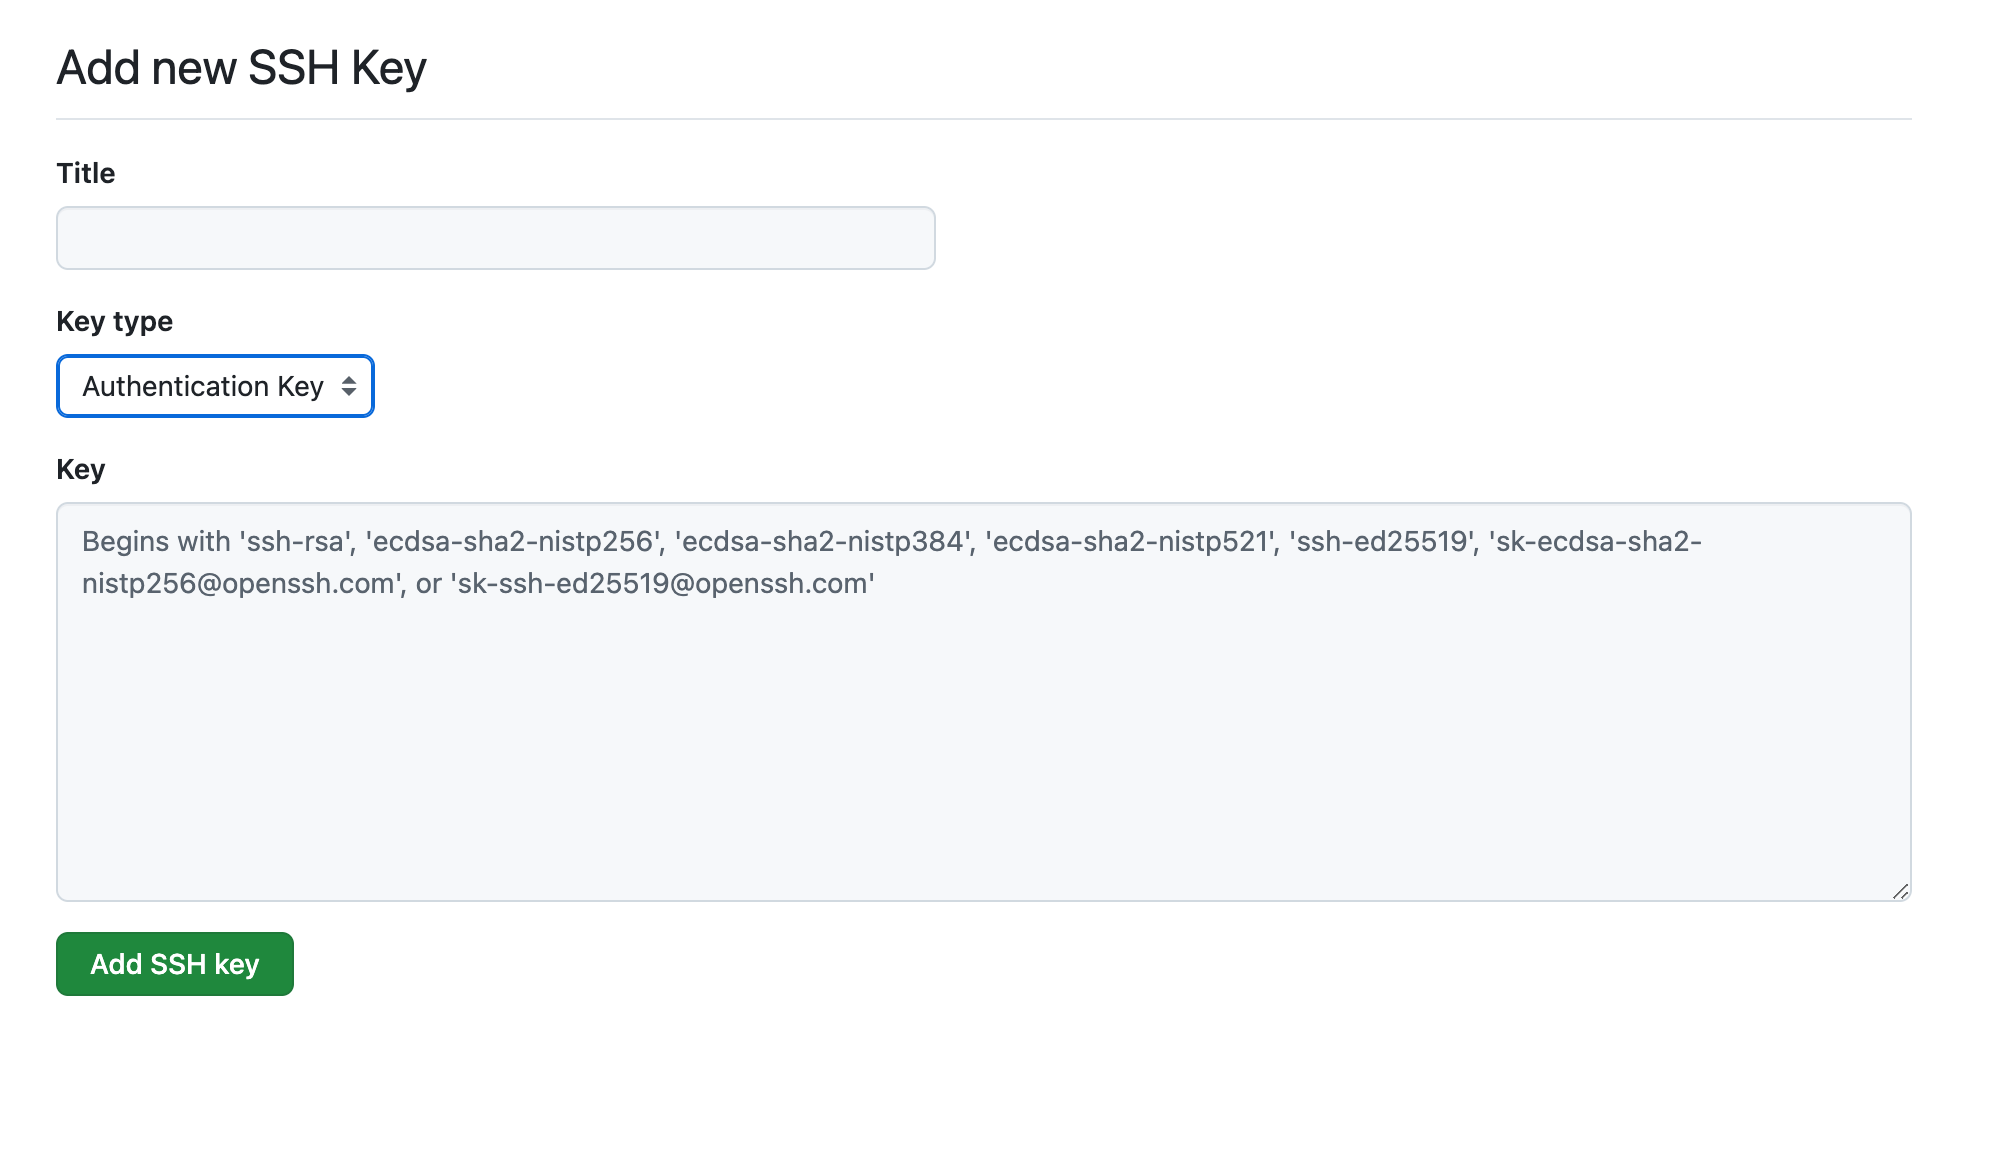 Add new SSH Key
Title
Key type
Authentication Key
Key
Begins with 'ssh-rsa', 'ecdsa-sha2-nistp256', 'ecdsa-sha2-nistp384', 'ecdsa-sha2-nistp521', 'ssh-ed25519', 'sk-ecdsa-sha2-
nistp256@openssh.com', or 'sk-ssh-ed25519@openssh.com'
Add SSH key